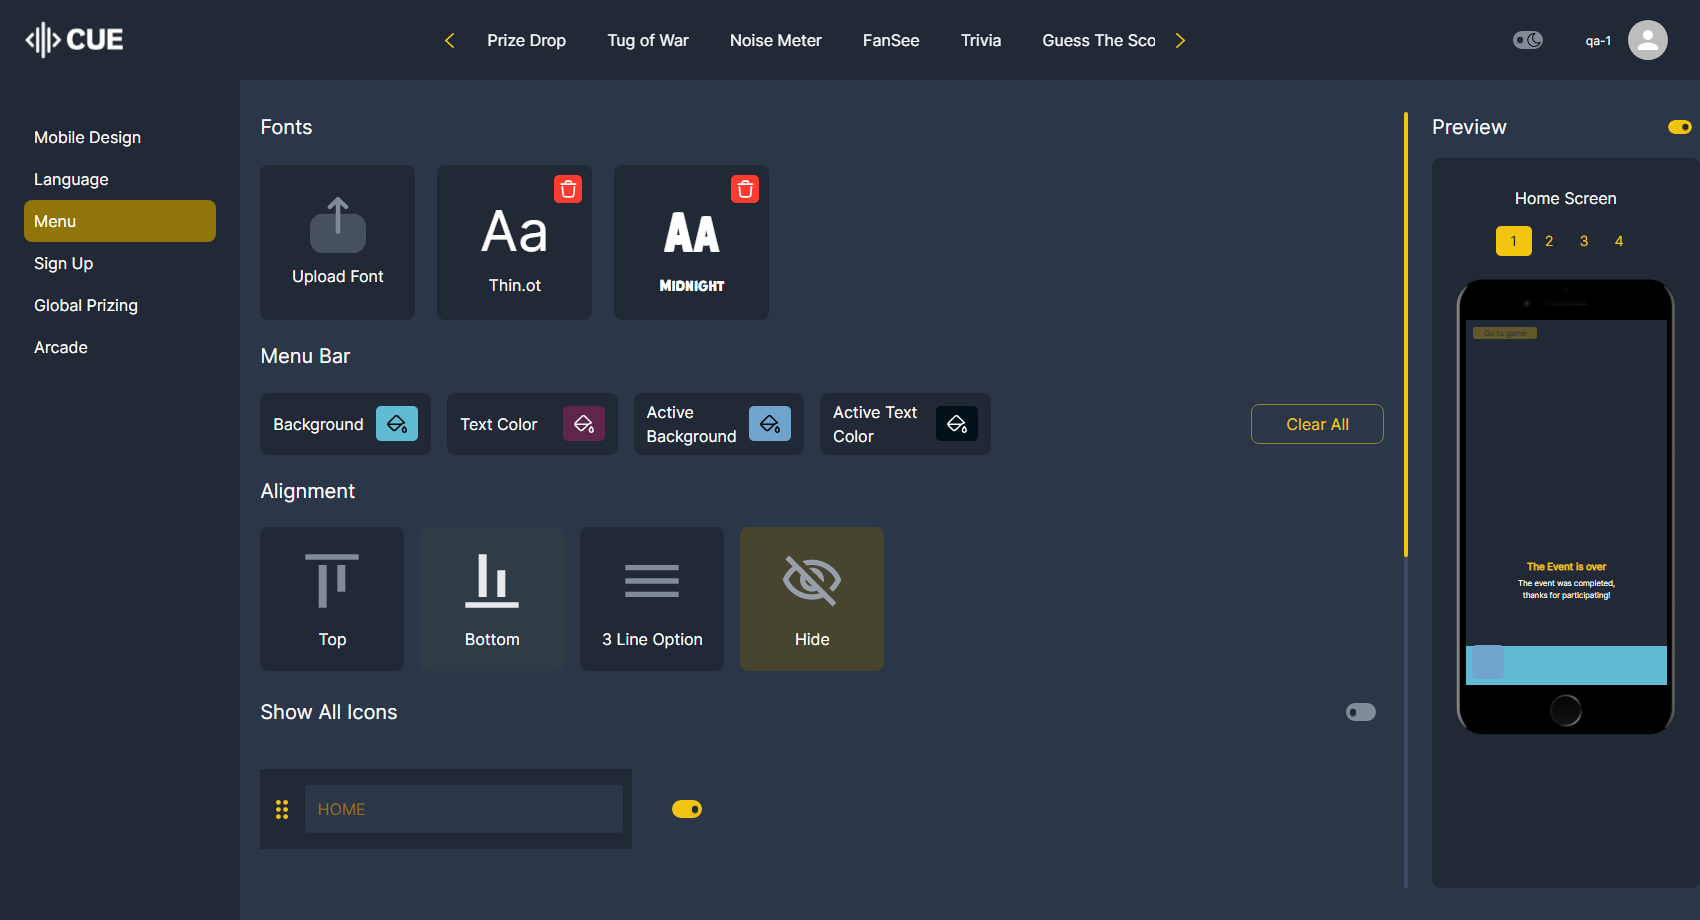 CUE
Prize Drop
Tug of War
Noise Meter
FanSee
Trivia
Guess The Sco
qa-1
Mobile Design
Language
Menu
Sign Up
Global Prizing
Arcade
Fonts
Upload Font
Aa
Thin.ot
AA
MIDNIGHT
Menu Bar
Background
Text Color
Active
Background
Active Text
Color
Clear All
Alignment
Top
Bottom
3 Line Option
Hide
Show All Icons
HOME
Preview
Home Screen
1 2 3 4
Go to game
The Event is over
The event was completed,
thanks for participating!